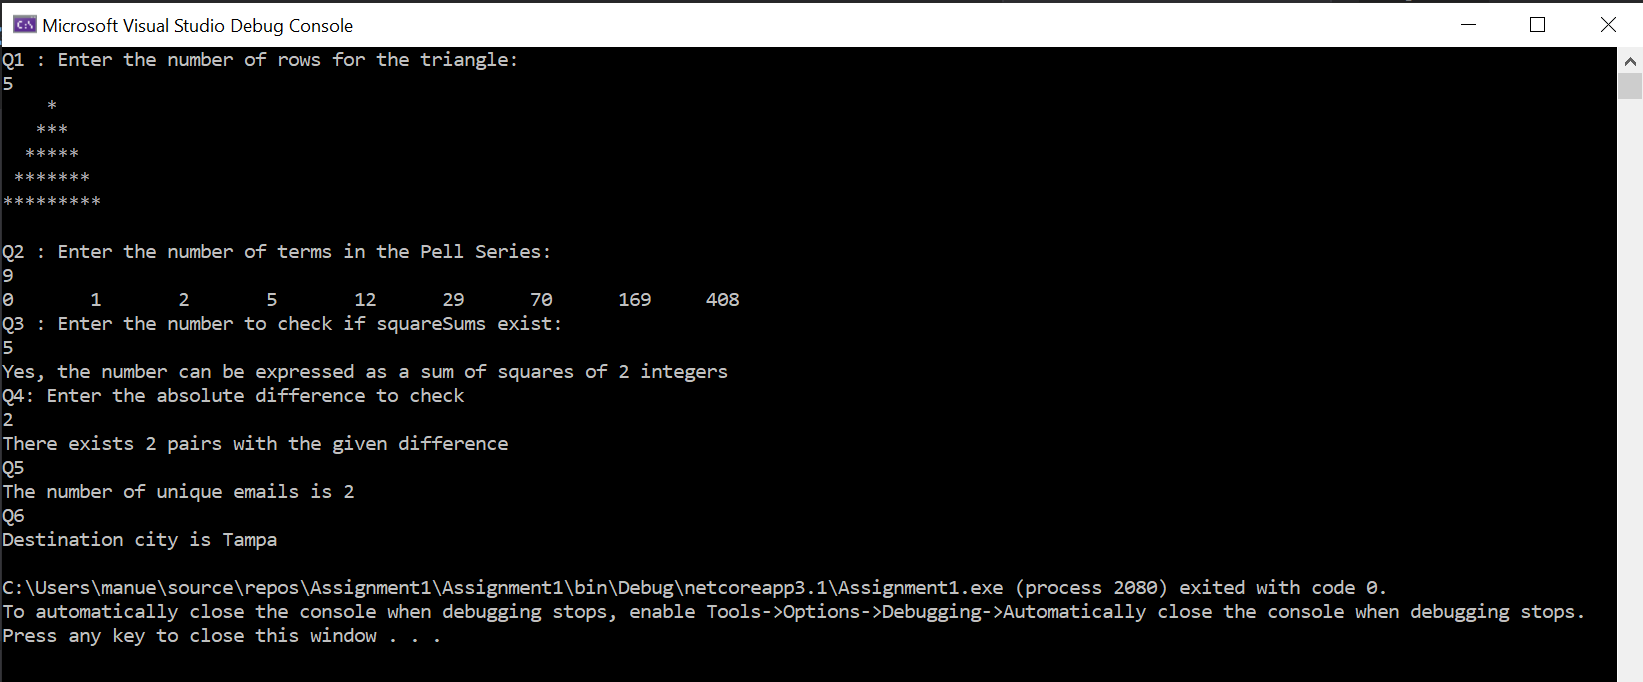 Microsoft Visual Studio Debug Console
Q1 : Enter the number of rows for the triangle:
5
    *
   ***
  *****
 *******
*********
Q2 : Enter the number of terms in the Pell Series:
9
0       1       2       5       12      29      70      169     408
Q3 : Enter the number to check if squareSums exist:
5
Yes, the number can be expressed as a sum of squares of 2 integers
Q4: Enter the absolute difference to check
2
There exists 2 pairs with the given difference
Q5
The number of unique emails is 2
Q6
Destination city is Tampa
C:\Users\manue\source\repos\Assignment1\Assignment1\bin\Debug\netcoreapp3.1\Assignment1.exe (process 2080) exited with code 0.
To automatically close the console when debugging stops, enable Tools->Options->Debugging->Automatically close the console when debugging stops.
Press any key to close this window . . .